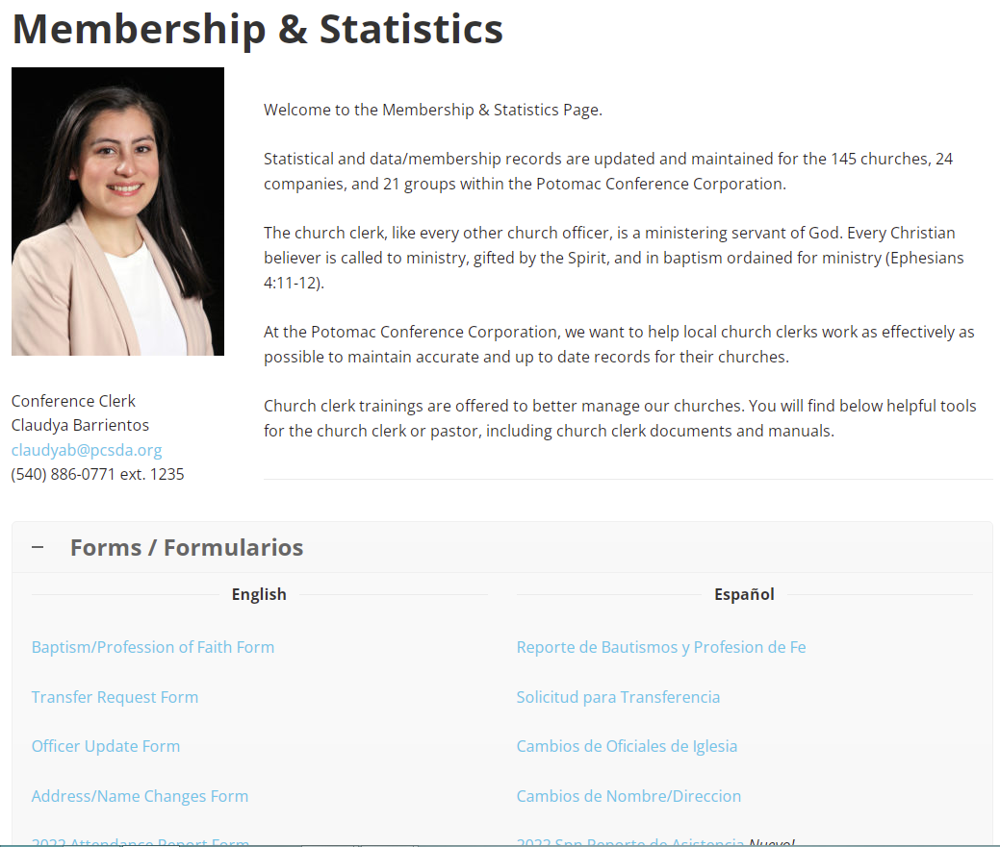 Membership & Statistics
Welcome to the Membership & Statistics Page.
Statistical and data/membership records are updated and maintained for the 145 churches, 24
companies, and 21 groups within the Potomac Conference Corporation.
The church clerk, like every other church officer, is a ministering servant of God. Every Christian
believer is called to ministry, gifted by the Spirit, and in baptism ordained for ministry (Ephesians
4:11-12).
At the Potomac Conference Corporation, we want to help local church clerks work as effectively as
possible to maintain accurate and up to date records for their churches.
Church clerk trainings are offered to better manage our churches. You will find below helpful tools
for the church clerk or pastor, including church clerk documents and manuals.
Conference Clerk
Claudya Barrientos
claudyab@pcsda.org
(540) 886-0771 ext. 1235
Forms / Formularios
English
Baptism/Profession of Faith Form
Transfer Request Form
Officer Update Form
Address/Name Changes Form
2023 Attendance Report Form
Español
Reporte de Bautismos y Profesion de Fe
Solicitud para Transferencia
Cambios de Oficiales de Iglesia
Cambios de Nombre/Direccion
2023 Spn Reporte de Asistencia Nuevo!